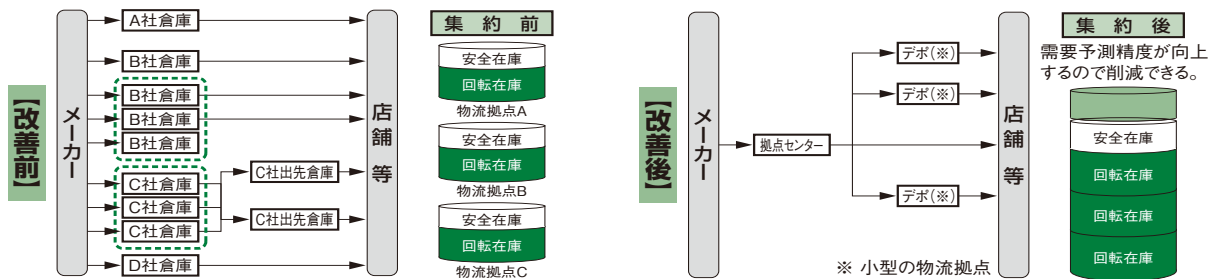 【改善前】
メーカー
A社倉庫
B社倉庫
B社倉庫
B社倉庫
B社倉庫
C社倉庫
C社倉庫
C社倉庫
D社倉庫
C社出先倉庫
C社出先倉庫
店舗等
集約前
安全在庫
回転在庫
物流拠点A
安全在庫
回転在庫
物流拠点B
安全在庫
回転在庫
物流拠点C
【改善後】
メーカー
拠点センター
デポ(※)
デポ(※)
デポ(※)
店舗等
※ 小型の物流拠点
集約後
需要予測精度が向上
するので削減できる。
安全在庫
回転在庫
回転在庫
回転在庫